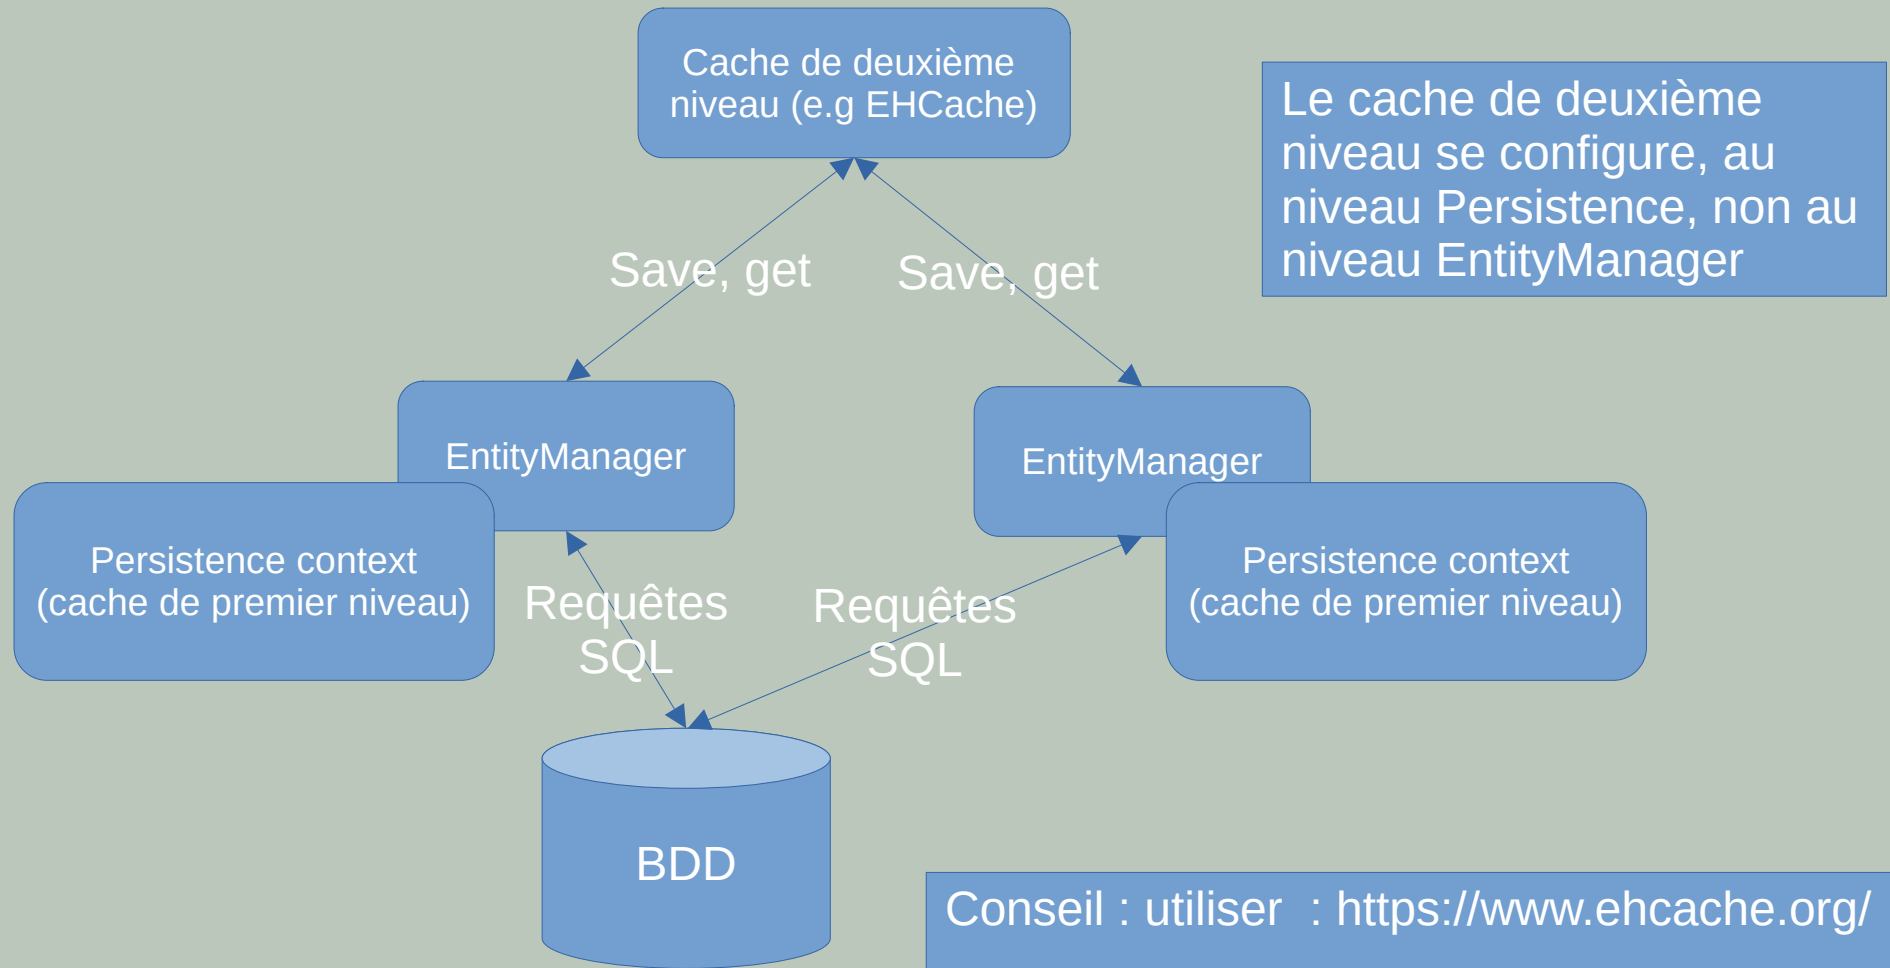 Cache de deuxième
niveau (e.g EHCache)
Le cache de deuxième
niveau se configure, au
niveau Persistence, non au
niveau EntityManager
Save, get
Save, get
EntityManager
EntityManager
Persistence context
(cache de premier niveau)
Requêtes
SQL
Requêtes
SQL
Persistence context
(cache de premier niveau)
BDD
Conseil : utiliser  : https://www.ehcache.org/